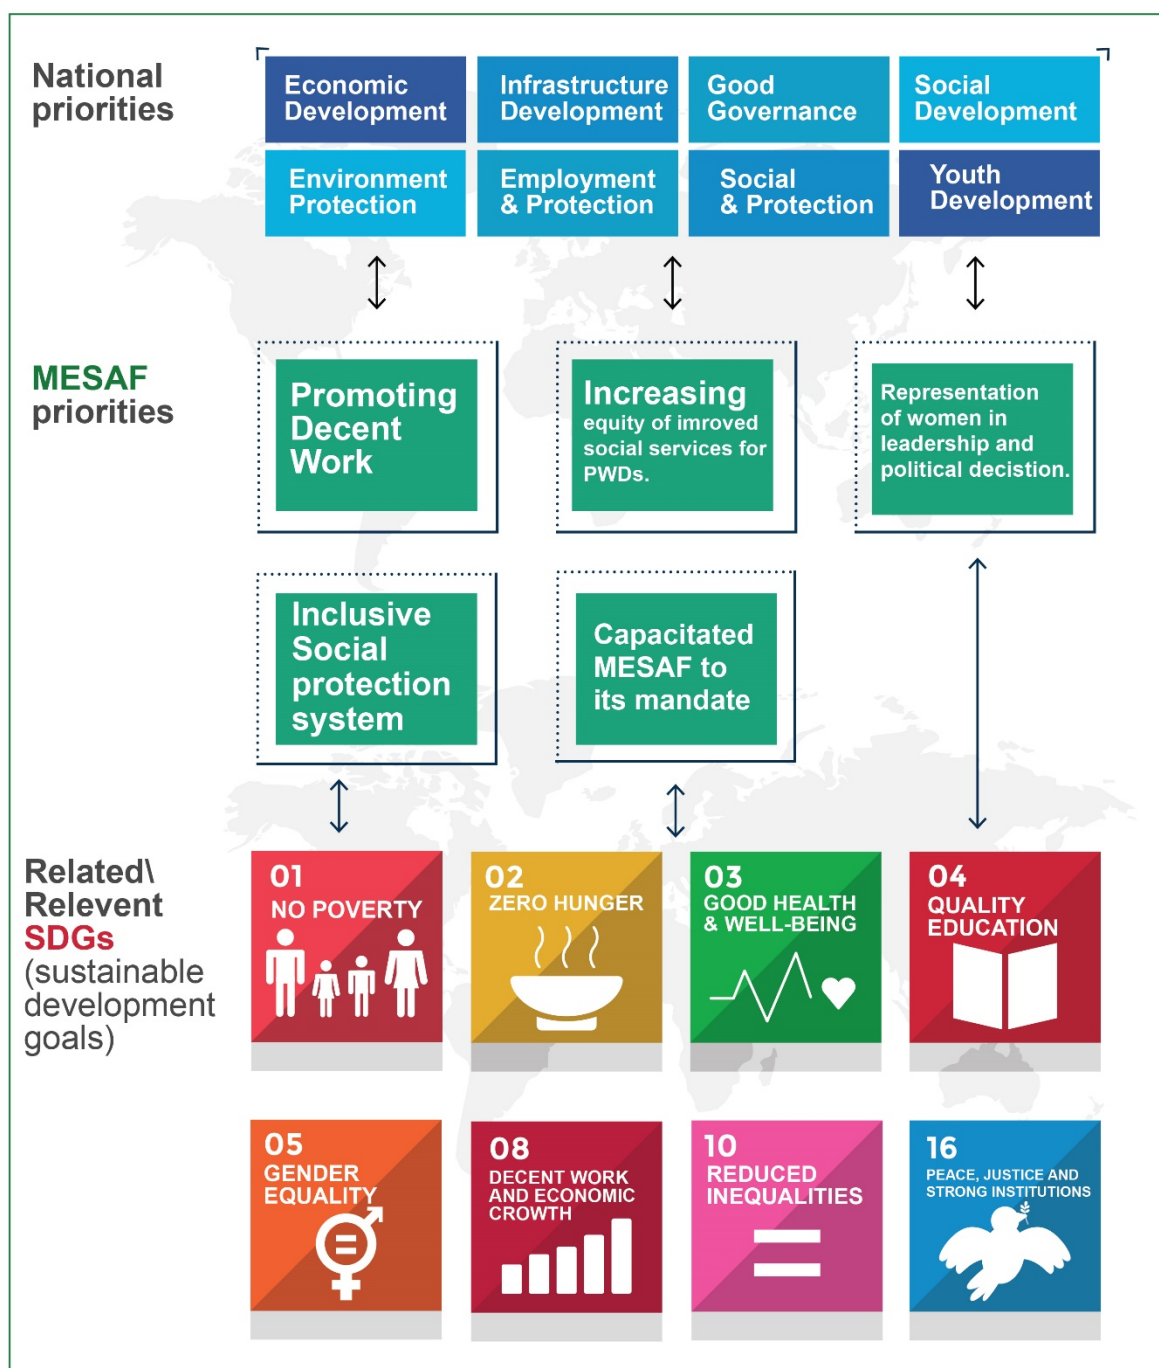 National
priorities
Economic
Development
Infrastructure
Development
Good
Governance
Social
Development
Environment
Protection
Employment
& Protection
Social
& Protection
Youth
Development
MESAF
priorities
Promoting
Decent
Work
Increasing
equity of imroved
social services for
PWDs.
Representation
of women in
leadership and
political decistion.
Inclusive
Social
protection
system
Capacitated
MESAF to
its mandate
Related\
Relevent
SDGs
(sustainable
development
goals)
01
NO POVERTY
02
ZERO HUNGER
03
GOOD HEALTH
& WELL-BEING
04
QUALITY
EDUCATION
05
GENDER
EQUALITY
08
DECENT WORK
AND ECONOMIC
GROWTH
10
REDUCED
INEQUALITIES
16
PEACE, JUSTICE AND
STRONG INSTITUTIONS